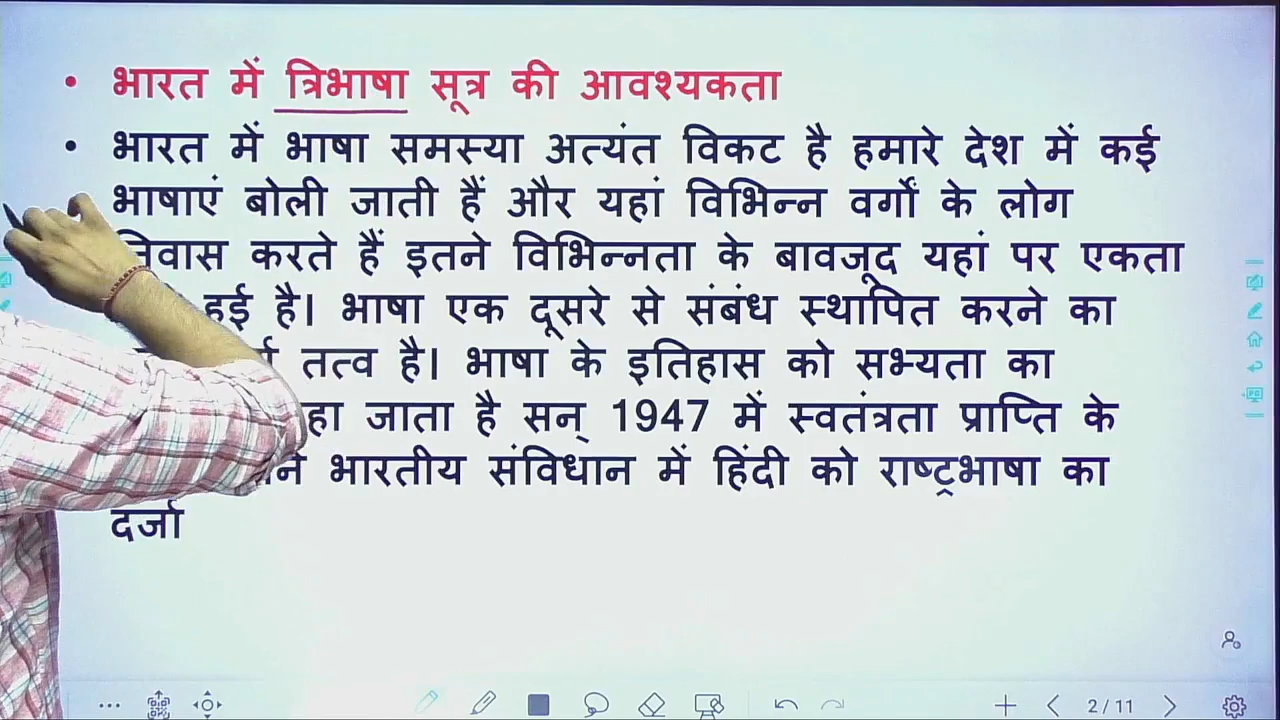 भारत में त्रिभाषा सूत्र की आवश्यकता
भारत में भाषा समस्या अत्यंत विकट है हमारे देश में कई
भाषाएं बोली जाती हैं और यहां विभिन्न वर्गों के लोग
निवास करते हैं इतने विभिन्नता के बावजूद यहां पर एकता
हुई है। भाषा एक दूसरे से संबंध स्थापित करने का
तत्व है। भाषा के इतिहास को सभ्यता का
जाता है सन् 1947 में स्वतंत्रता प्राप्ति के
भारतीय संविधान में हिंदी को राष्ट्रभाषा का
दर्जा
2/11